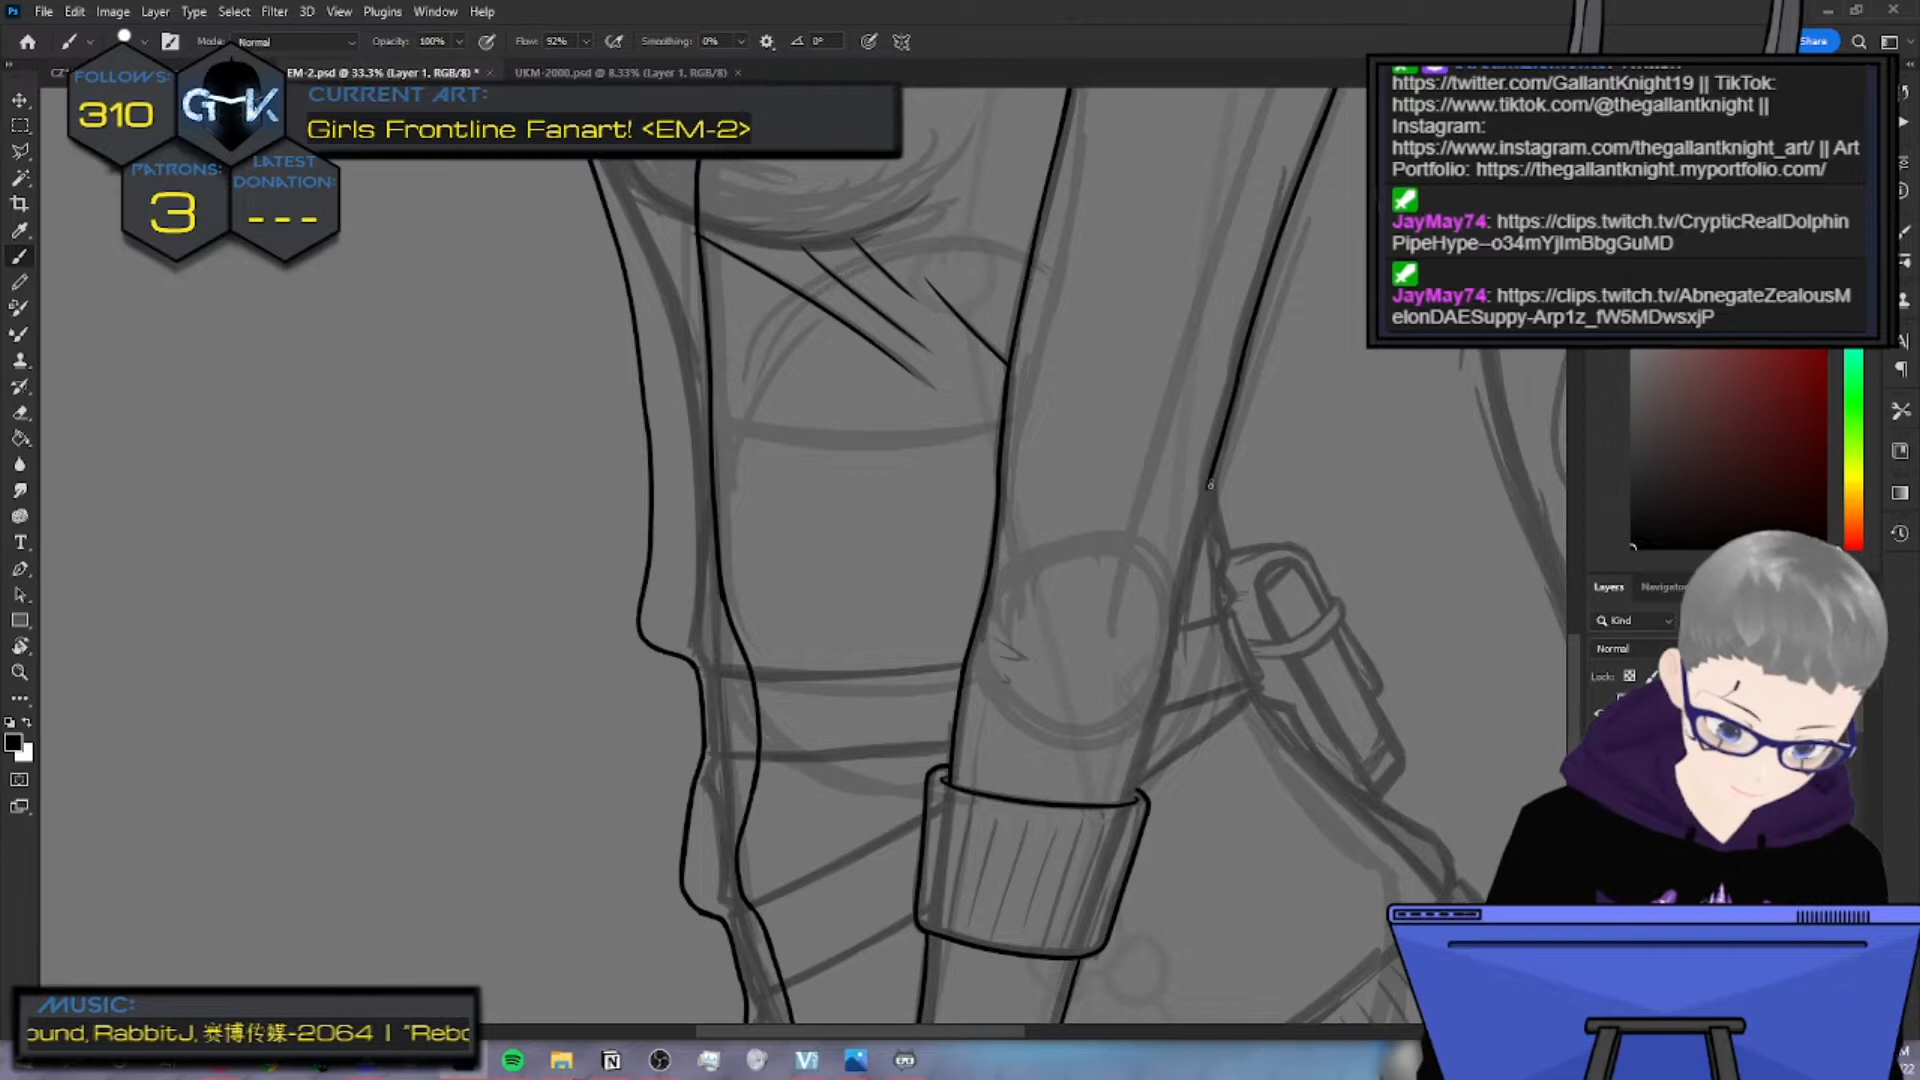 File Edit Image Layer Type Select Filter 3D View Plugins Window Help
Mode: Normal Opacity: 100% Flow: 92% Smoothing: 0% 0° Share
EM-2.psd @ 33.3% (Layer 1, RGB/8) * UKM-2000.psd @ 8.33% (Layer 1, RGB/8)
FOLLOWS:
310
GK
CURRENT ART:
Girls Frontline Fanart! <EM-2>
PATRONS:
3
LATEST
DONATION:
---
https://twitter.com/GallantKnight19 || TikTok:
https://www.tiktok.com/@thegallantknight ||
Instagram:
https://www.instagram.com/thegallantknight_art/ || Art
Portfolio: https://thegallantknight.myportfolio.com/
JayMay74: https://clips.twitch.tv/CrypticRealDolphin
PipeHype--o34mYjImBbgGuMD
JayMay74: https://clips.twitch.tv/AbnegateZealousM
elonDAESuppy-Arp1z_fW5MDwsxjP
Layers
Kind
Normal
Lock:
MUSIC:
ound, RabbitJ, 赛博传媒-2064 | "Rebo